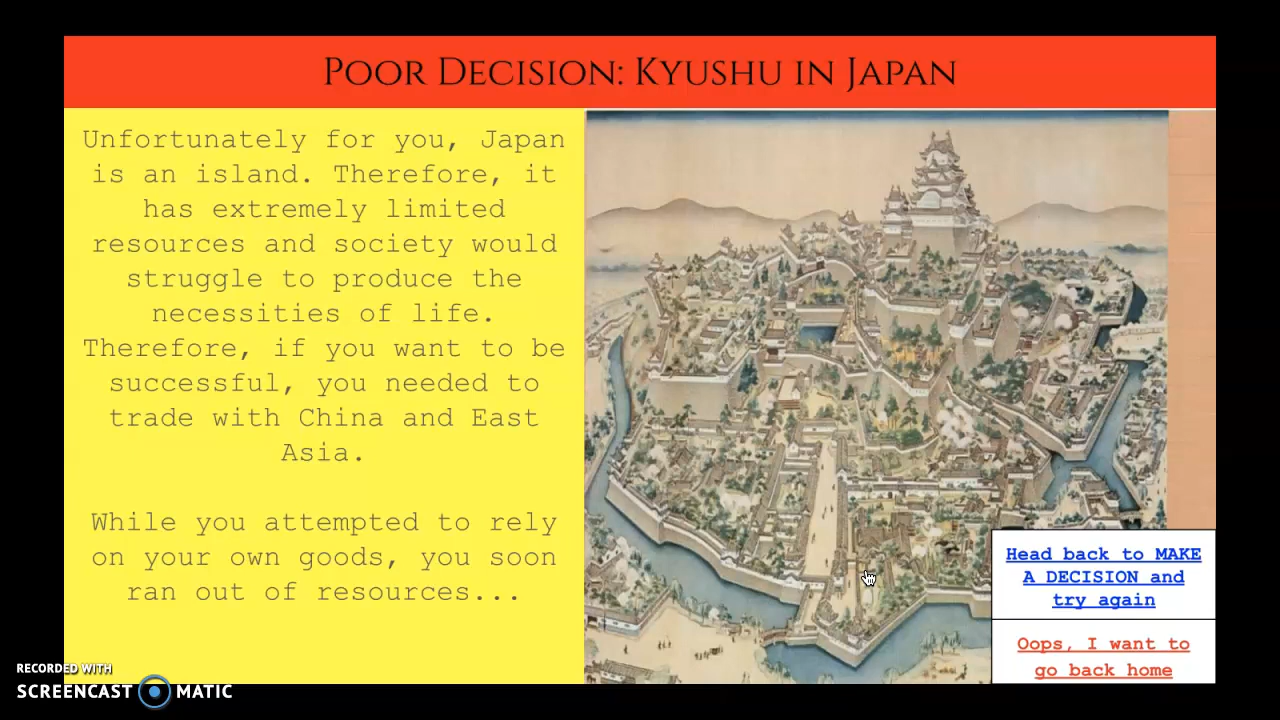 POOR DECISION: KYUSHU IN JAPAN
Unfortunately for you, Japan
is an island. Therefore, it
has extremely limited
resources and society would
struggle to produce the
necessities of life.
Therefore, if you want to be
successful, you needed to
trade with China and East
Asia.
While you attempted to rely
on your own goods, you soon
ran out of resources...
Head back to MAKE
A DECISION and
try again
Oops, I want to
go back home
RECORDED WITH
SCREENCAST MATIC